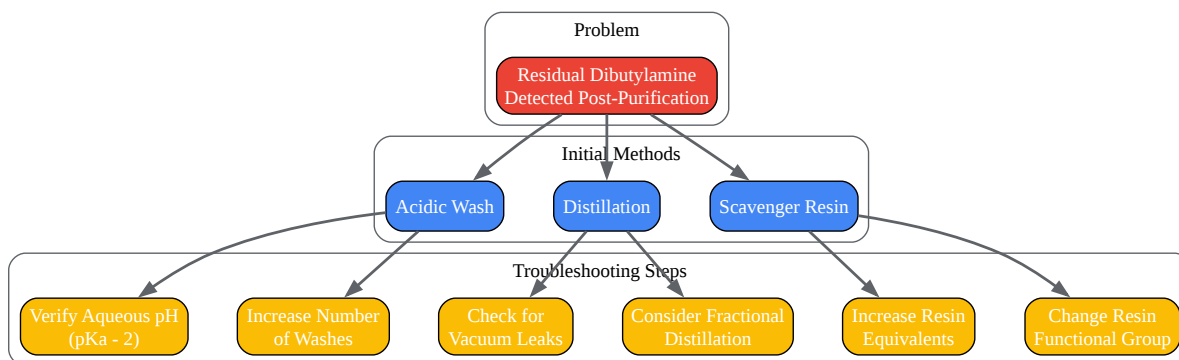 Problem
Residual Dibutylamine
Detected Post-Purification
Initial Methods
Acidic Wash
Distillation
Scavenger Resin
Troubleshooting Steps
Verify Aqueous pH
(pKa - 2)
Increase Number
of Washes
Check for
Vacuum Leaks
Consider Fractional
Distillation
Increase Resin
Equivalents
Change Resin
Functional Group